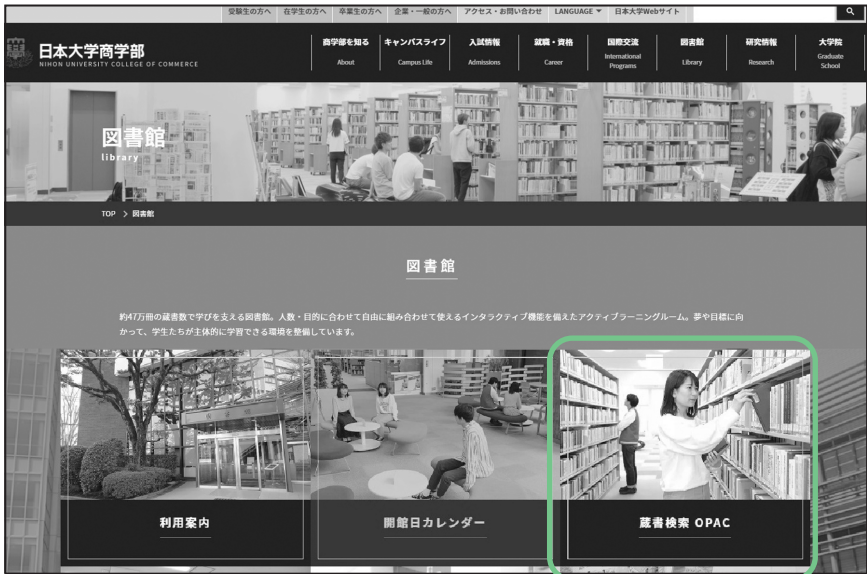 受験生の方へ 在学生の方へ 卒業生の方へ 企業・一般の方へ アクセス・お問い合わせ LANGUAGE ▼ 日本大学Webサイト
日本大学商学部
NIHON UNIVERSITY COLLEGE OF COMMERCE
商学部を知る キャンパスライフ 入試情報 就職・資格 国際交流 図書館 研究情報 大学院
About Campus Life Admissions Career International Programs Library Research Graduate School
図書館
library
TOP > 図書館
図書館
約47万冊の蔵書数で学びを支える図書館。人数・目的に合わせて自由に組み合わせて使えるインタラクティブ機能を備えたアクティブラーニングルーム。夢や目標に向
かって、学生たちが主体的に学習できる環境を整備しています。
利用案内 開館日カレンダー 蔵書検索 OPAC